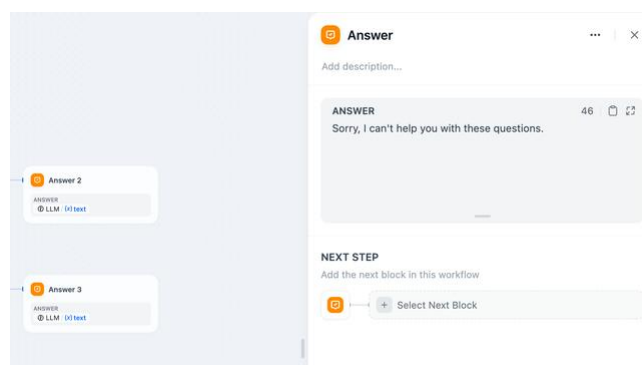 Answer
Add description...
ANSWER 46
Sorry, I can't help you with these questions.
NEXT STEP
Add the next block in this workflow
Select Next Block
Answer 2
ANSWER
LLM (x) text
Answer 3
ANSWER
LLM (x) text